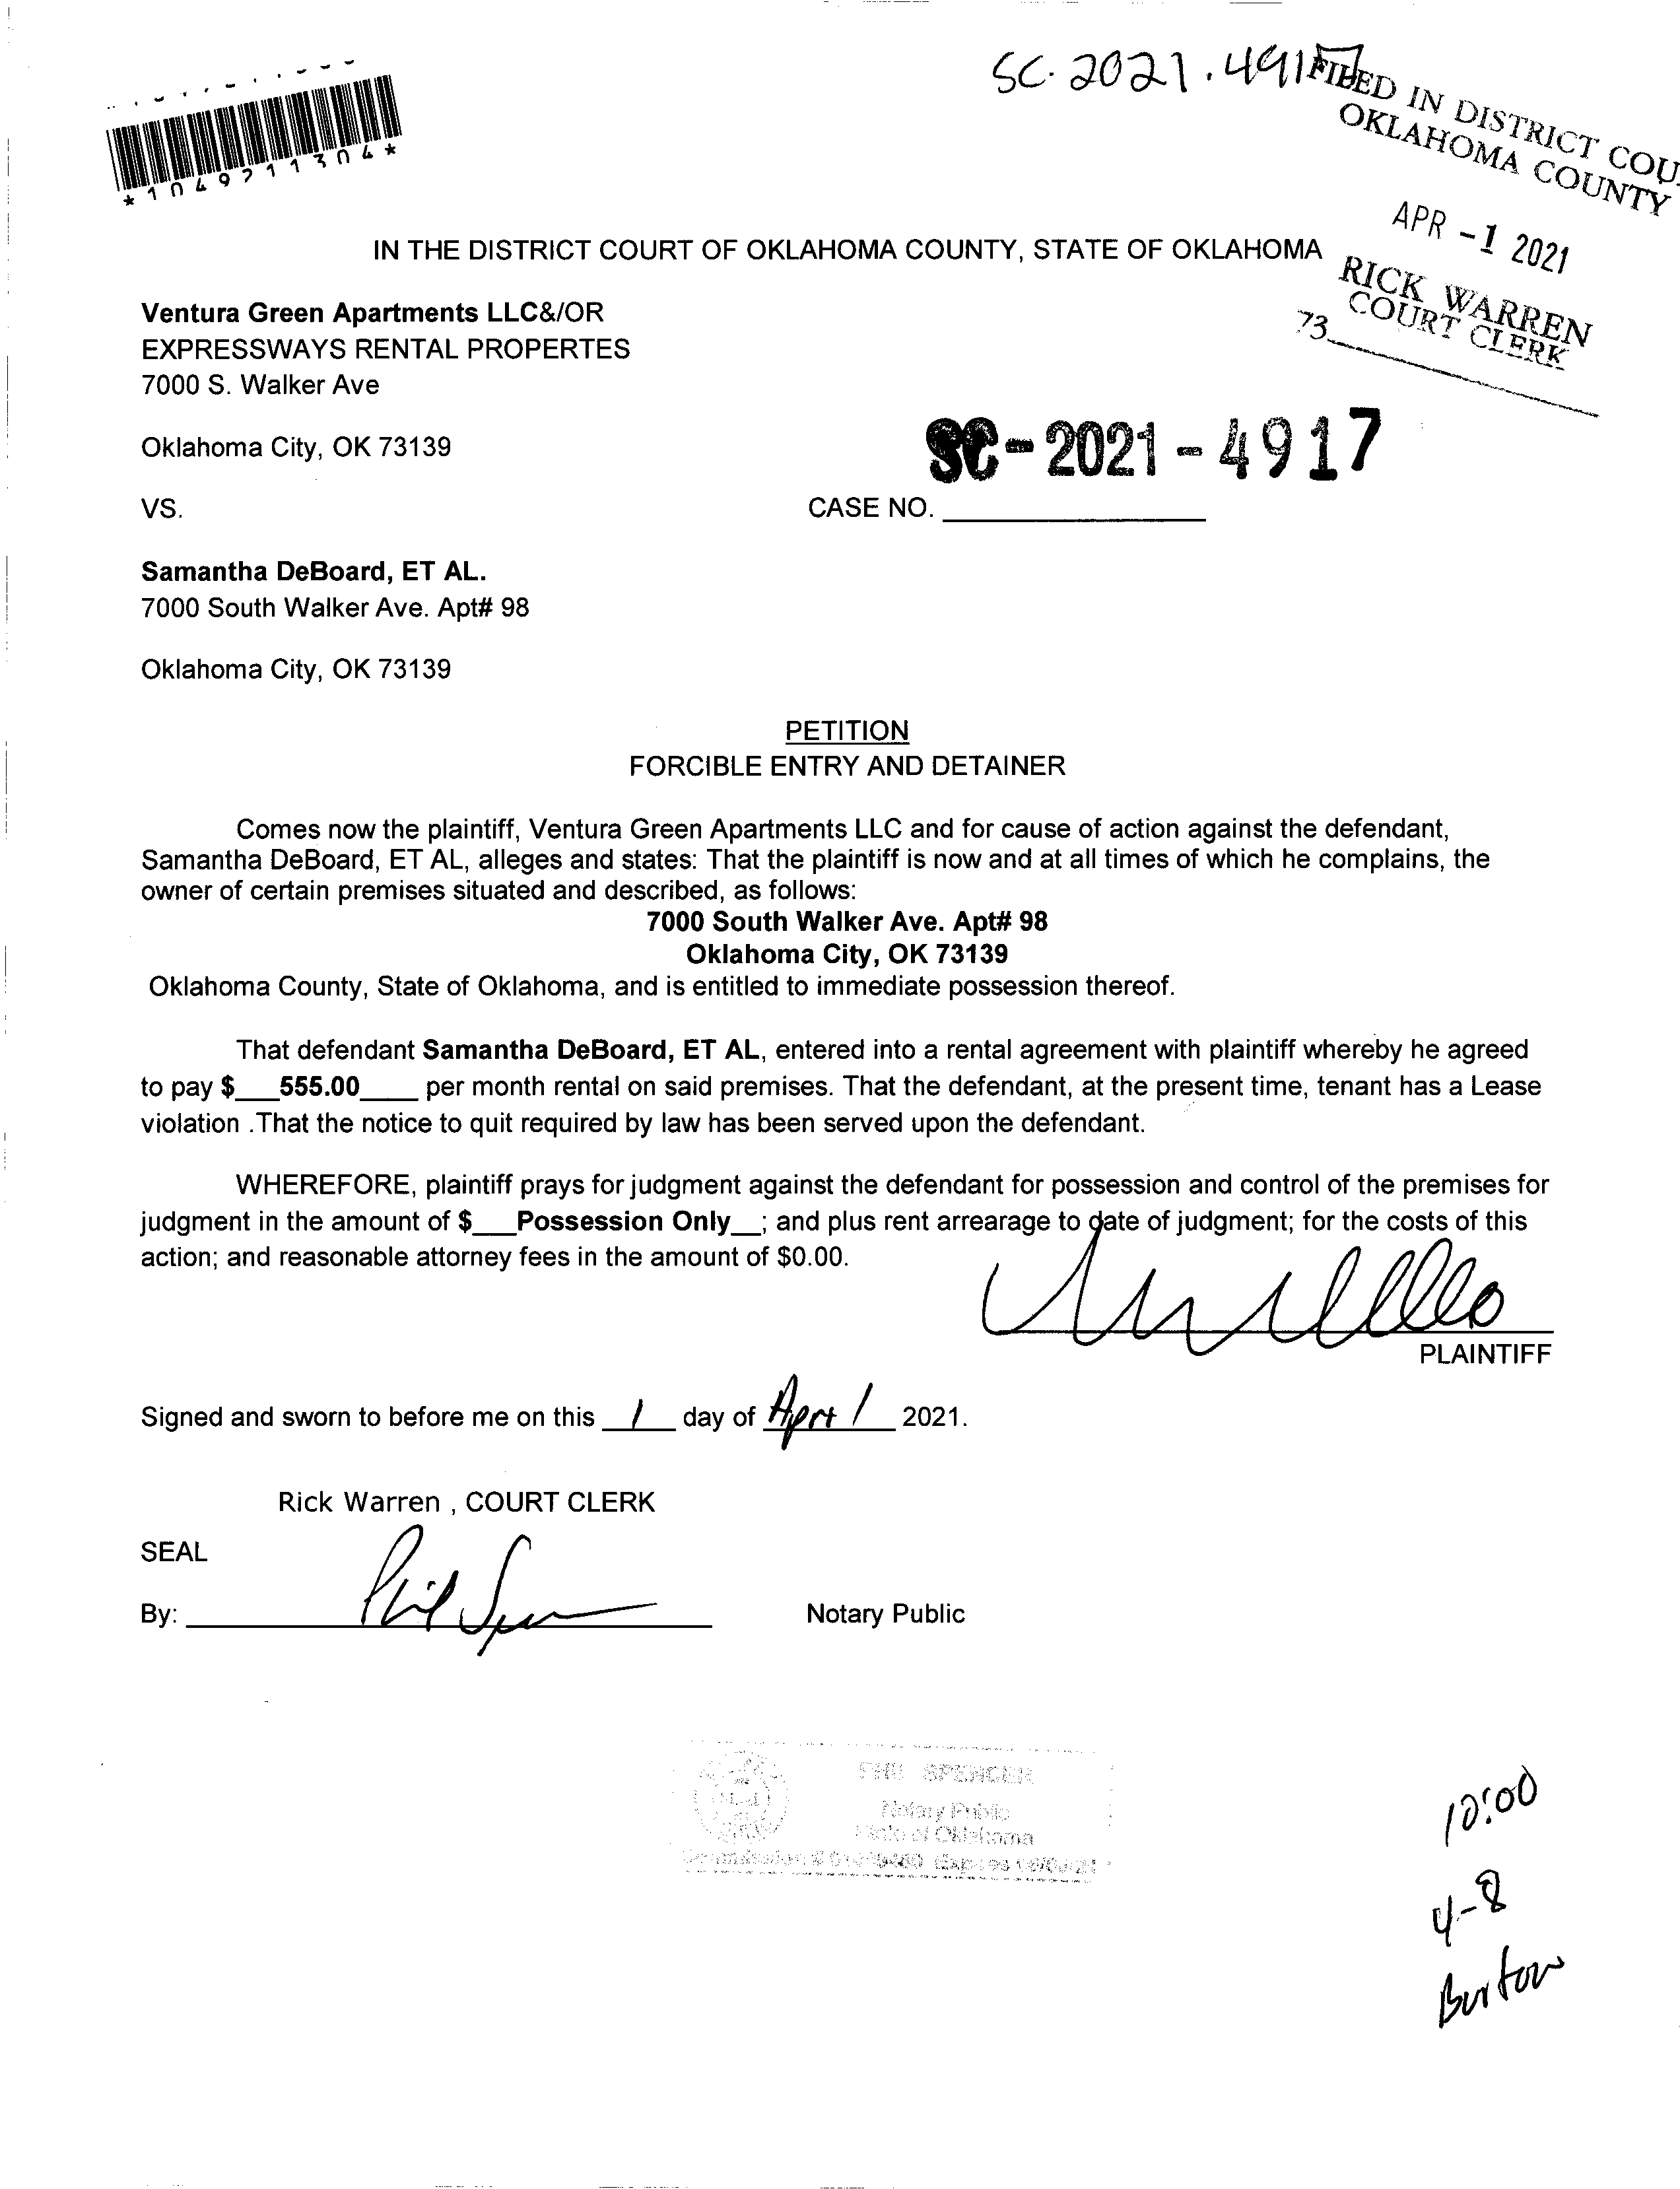 SC. 2021. 4917
FILED IN DISTRICT COU
OKLAHOMA COUNTY
APR -1 2021
RICK WARREN
COURT CLERK
73
*1049711304*
IN THE DISTRICT COURT OF OKLAHOMA COUNTY, STATE OF OKLAHOMA
Ventura Green Apartments LLC&/OR
EXPRESSWAYS RENTAL PROPERTES
7000 S. Walker Ave
Oklahoma City, OK 73139
SC-2021-4917
VS.
CASE NO.
Samantha DeBoard, ET AL.
7000 South Walker Ave. Apt# 98
Oklahoma City, OK 73139
PETITION
FORCIBLE ENTRY AND DETAINER
Comes now the plaintiff, Ventura Green Apartments LLC and for cause of action against the defendant,
Samantha DeBoard, ET AL, alleges and states: That the plaintiff is now and at all times of which he complains, the
owner of certain premises situated and described, as follows:
7000 South Walker Ave. Apt# 98
Oklahoma City, OK 73139
Oklahoma County, State of Oklahoma, and is entitled to immediate possession thereof.
That defendant Samantha DeBoard, ET AL, entered into a rental agreement with plaintiff whereby he agreed
to pay $___555.00____ per month rental on said premises. That the defendant, at the present time, tenant has a Lease
violation .That the notice to quit required by law has been served upon the defendant.
WHEREFORE, plaintiff prays for judgment against the defendant for possession and control of the premises for
judgment in the amount of $___Possession Only__; and plus rent arrearage to date of judgment; for the costs of this
action; and reasonable attorney fees in the amount of $0.00.
PLAINTIFF
Signed and sworn to before me on this 1 day of April 2021.
Rick Warren , COURT CLERK
SEAL
By: Phil Spencer
Notary Public
PHIL SPENCER
Notary Public
State of Oklahoma
10:00
4-8
Burton